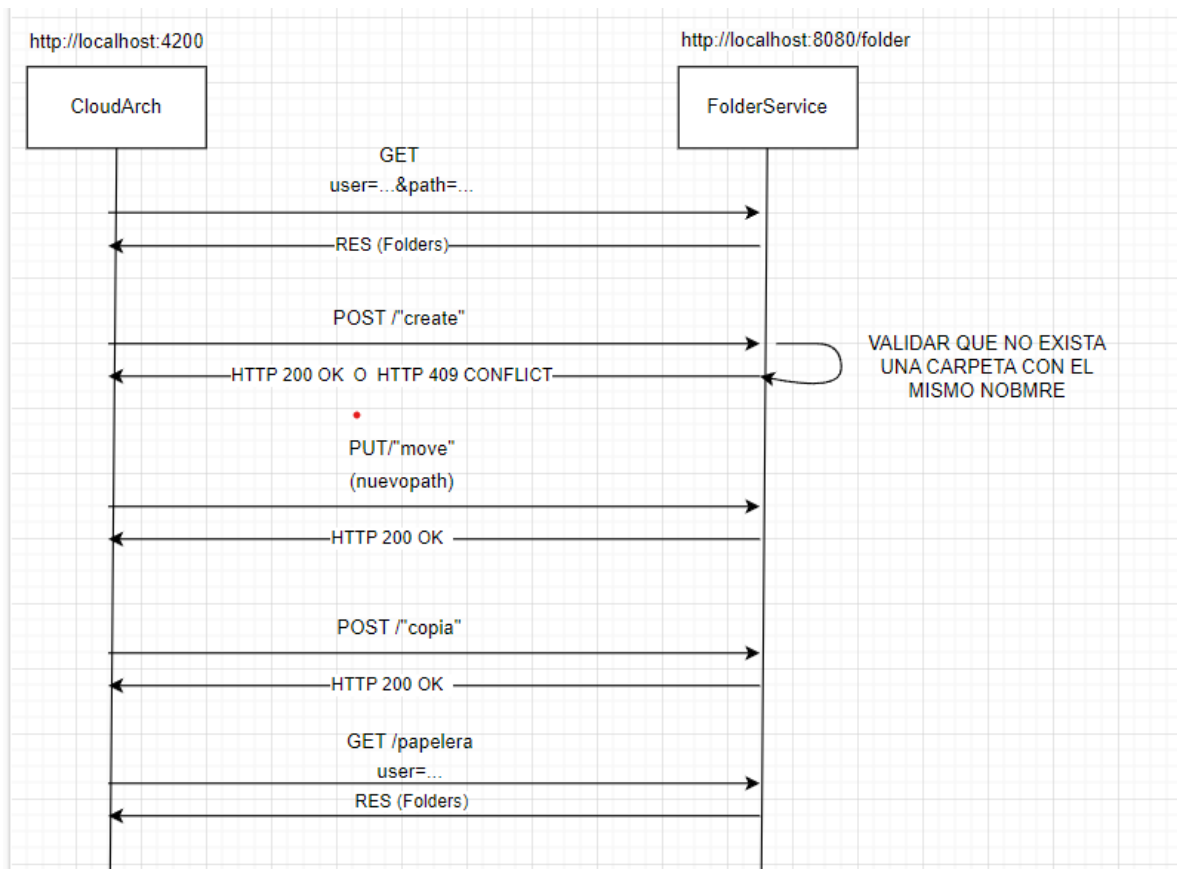 http://localhost:4200
http://localhost:8080/folder
CloudArch
FolderService
GET
user=...&path=...
RES (Folders)
POST /"create"
HTTP 200 OK O HTTP 409 CONFLICT
VALIDAR QUE NO EXISTA
UNA CARPETA CON EL
MISMO NOBMRE
PUT/"move"
(nuevopath)
HTTP 200 OK
POST /"copia"
HTTP 200 OK
GET /papelera
user=...
RES (Folders)